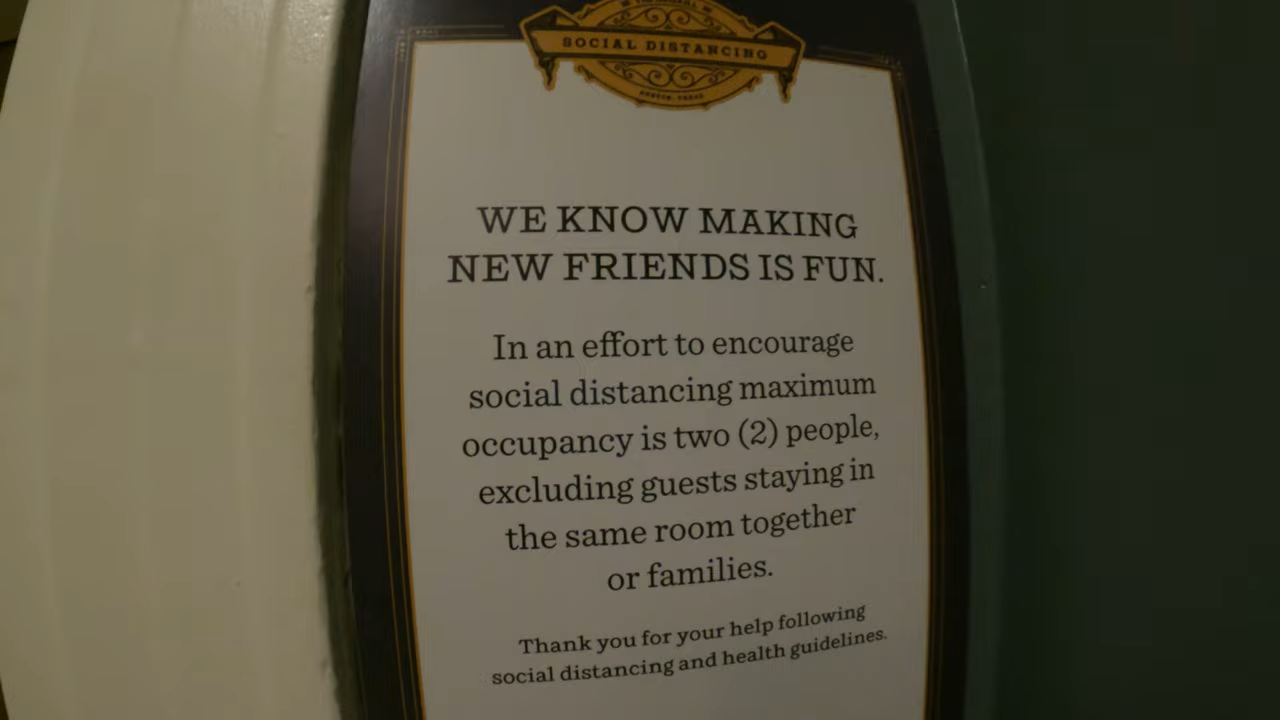 SOCIAL DISTANCING
AUSTIN, TEXAS
WE KNOW MAKING
NEW FRIENDS IS FUN.
In an effort to encourage
social distancing maximum
occupancy is two (2) people,
excluding guests staying in
the same room together
or families.
Thank you for your help following
social distancing and health guidelines.